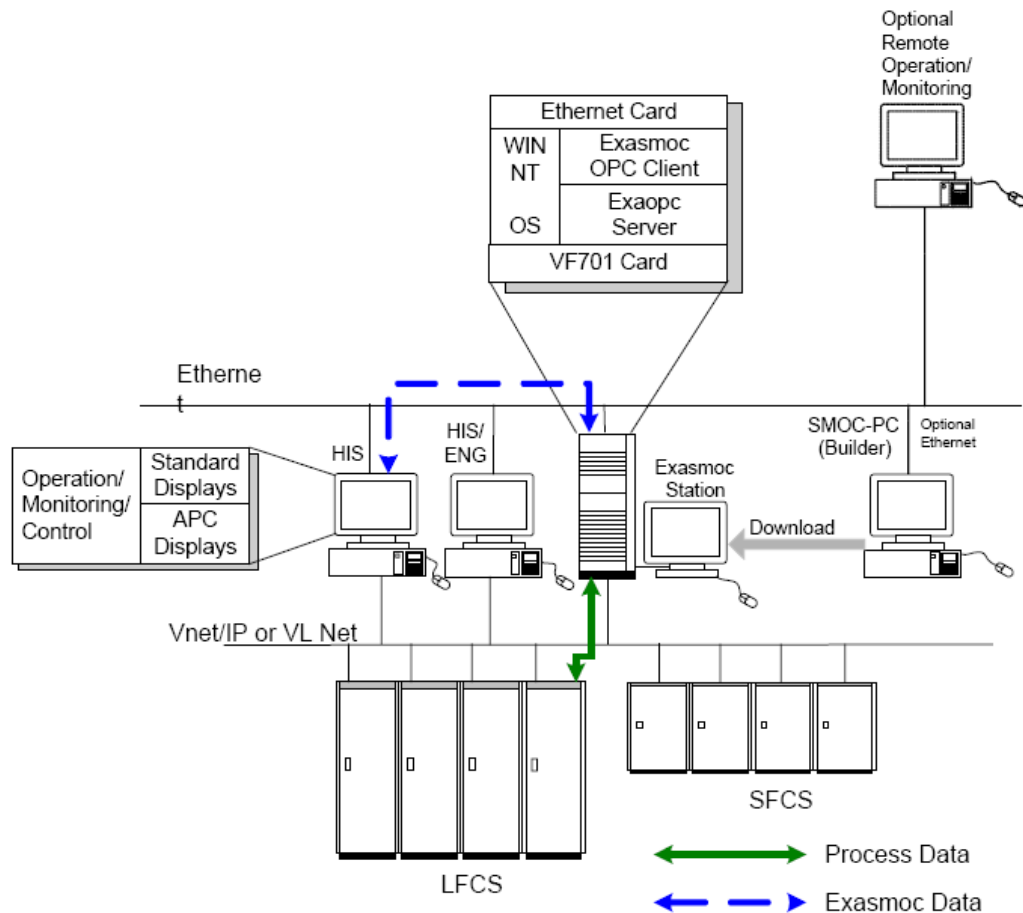 Optional
Remote
Operation/
Monitoring
Ethernet Card
WIN
NT
OS
Exasmoc
OPC Client
Exaopc
Server
VF701 Card
Etherne
t
HIS
HIS/
ENG
SMOC-PC
(Builder)
Optional
Ethernet
Operation/
Monitoring/
Control
Standard
Displays
APC
Displays
Exasmoc
Station
Download
Vnet/IP or VL Net
SFCS
LFCS
Process Data
Exasmoc Data